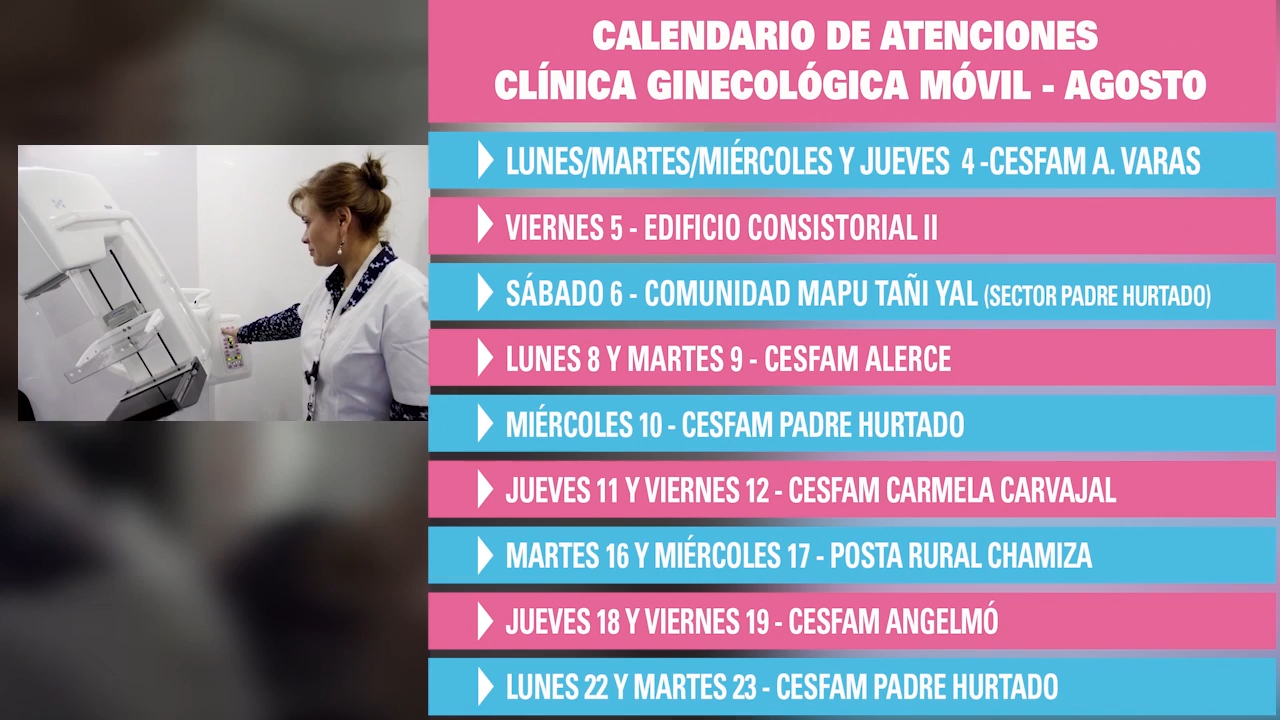 CALENDARIO DE ATENCIONES
CLÍNICA GINECOLÓGICA MÓVIL - AGOSTO
LUNES/MARTES/MIÉRCOLES Y JUEVES 4 -CESFAM A. VARAS
VIERNES 5 - EDIFICIO CONSISTORIAL II
SÁBADO 6 - COMUNIDAD MAPU TAÑI YAL (SECTOR PADRE HURTADO)
LUNES 8 Y MARTES 9 - CESFAM ALERCE
MIÉRCOLES 10 - CESFAM PADRE HURTADO
JUEVES 11 Y VIERNES 12 - CESFAM CARMELA CARVAJAL
MARTES 16 Y MIÉRCOLES 17 - POSTA RURAL CHAMIZA
JUEVES 18 Y VIERNES 19 - CESFAM ANGELMÓ
LUNES 22 Y MARTES 23 - CESFAM PADRE HURTADO